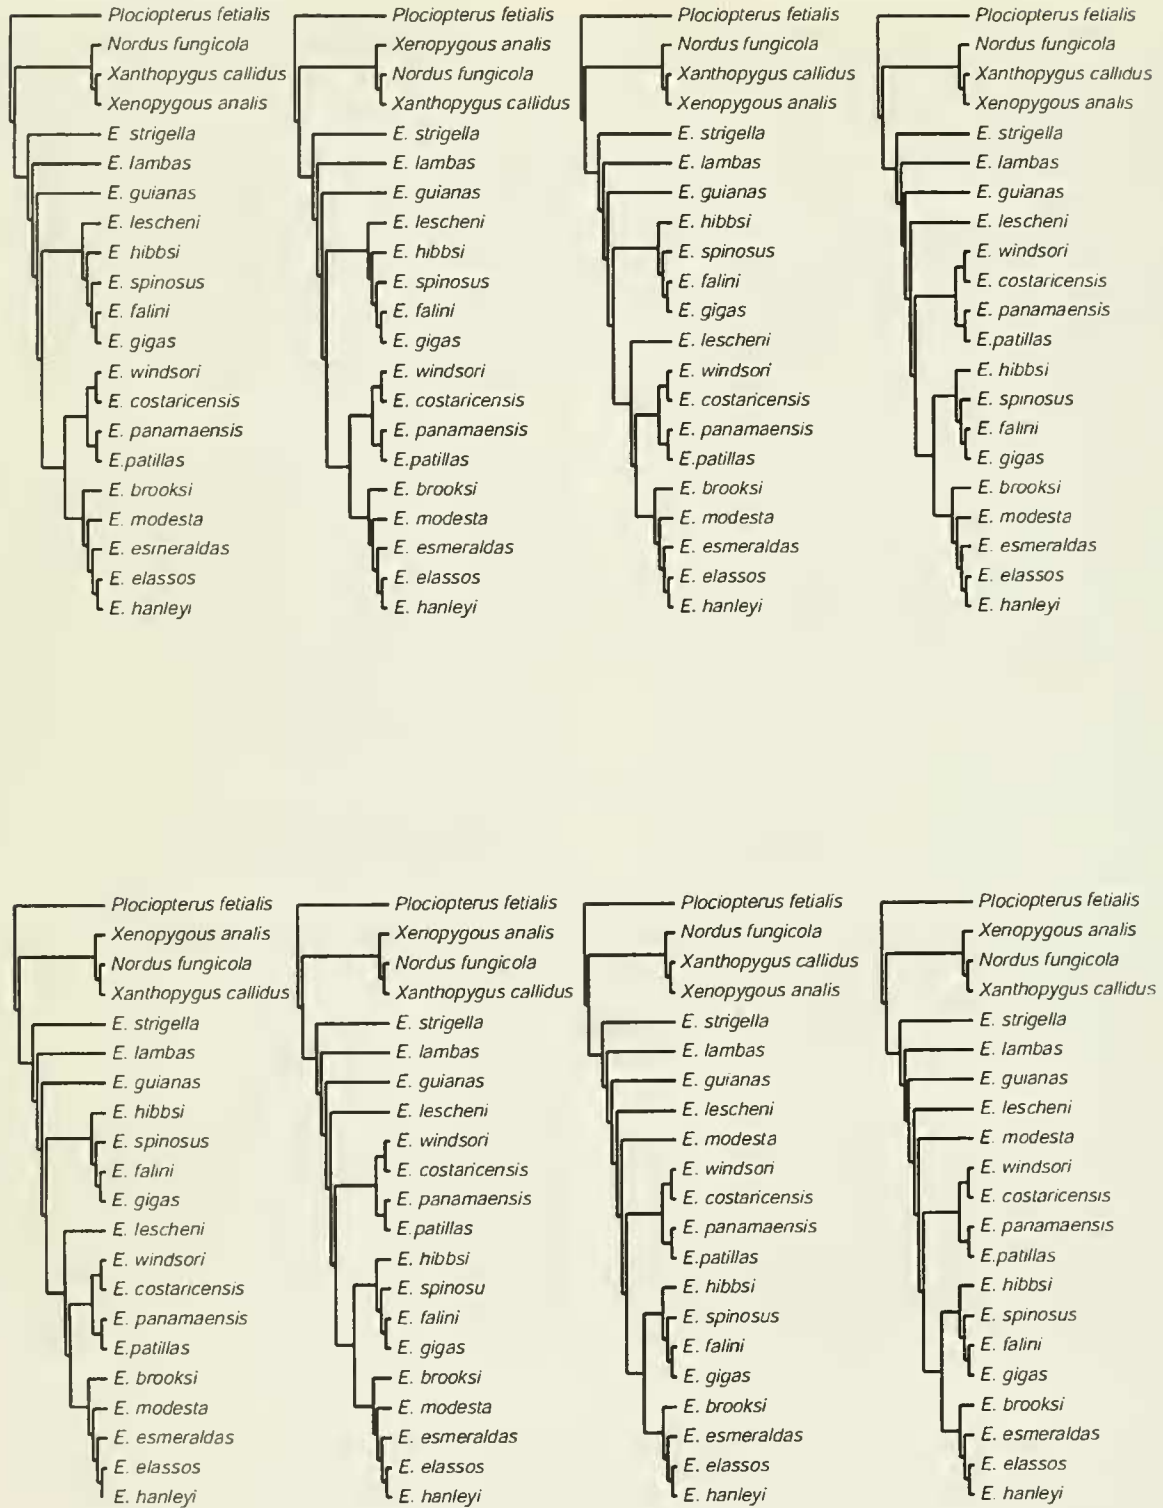 Plociopterus fetialis
Nordus fungicola
Xanthopygus callidus
Xenopygous analis
E. strigella
E. lambas
E. guianas
E. lescheni
E. hibbsi
E. spinosus
E. falini
E. gigas
E. windsori
E. costaricensis
E. panamaensis
E.patillas
E. brooksi
E. modesta
E. esmeraldas
E. elassos
E. hanleyi
Plociopterus fetialis
Xenopygous analis
Nordus fungicola
Xanthopygus callidus
E. strigella
E. lambas
E. guianas
E. lescheni
E. hibbsi
E. spinosus
E. falini
E. gigas
E. windsori
E. costaricensis
E. panamaensis
E.patillas
E. brooksi
E. modesta
E. esmeraldas
E. elassos
E. hanleyi
Plociopterus fetialis
Nordus fungicola
Xanthopygus callidus
Xenopygous analis
E. strigella
E. lambas
E. guianas
E. hibbsi
E. spinosus
E. falini
E. gigas
E. lescheni
E. windsori
E. costaricensis
E. panamaensis
E.patillas
E. brooksi
E. modesta
E. esmeraldas
E. elassos
E. hanleyi
Plociopterus fetialis
Nordus fungicola
Xanthopygus callidus
Xenopygous analis
E. strigella
E. lambas
E. guianas
E. lescheni
E. windsori
E. costaricensis
E. panamaensis
E.patillas
E. hibbsi
E. spinosus
E. falini
E. gigas
E. brooksi
E. modesta
E. esmeraldas
E. elassos
E. hanleyi
Plociopterus fetialis
Xenopygous analis
Nordus fungicola
Xanthopygus callidus
E. strigella
E. lambas
E. guianas
E. hibbsi
E. spinosus
E. falini
E. gigas
E. lescheni
E. windsori
E. costaricensis
E. panamaensis
E.patillas
E. brooksi
E. modesta
E. esmeraldas
E. elassos
E. hanleyi
Plociopterus fetialis
Xenopygous analis
Nordus fungicola
Xanthopygus callidus
E. strigella
E. lambas
E. guianas
E. lescheni
E. windsori
E. costaricensis
E. panamaensis
E.patillas
E. hibbsi
E. spinosu
E. falini
E. gigas
E. brooksi
E. modesta
E. esmeraldas
E. elassos
E. hanleyi
Plociopterus fetialis
Nordus fungicola
Xanthopygus callidus
Xenopygous analis
E. strigella
E. lambas
E. guianas
E. lescheni
E. modesta
E. windsori
E. costaricensis
E. panamaensis
E.patillas
E. hibbsi
E. spinosus
E. falini
E. gigas
E. brooksi
E. esmeraldas
E. elassos
E. hanleyi
Plociopterus fetialis
Xenopygous analis
Nordus fungicola
Xanthopygus callidus
E. strigella
E. lambas
E. guianas
E. lescheni
E. modesta
E. windsori
E. costaricensis
E. panamaensis
E.patillas
E. hibbsi
E. spinosus
E. falini
E. gigas
E. brooksi
E. esmeraldas
E. elassos
E. hanleyi